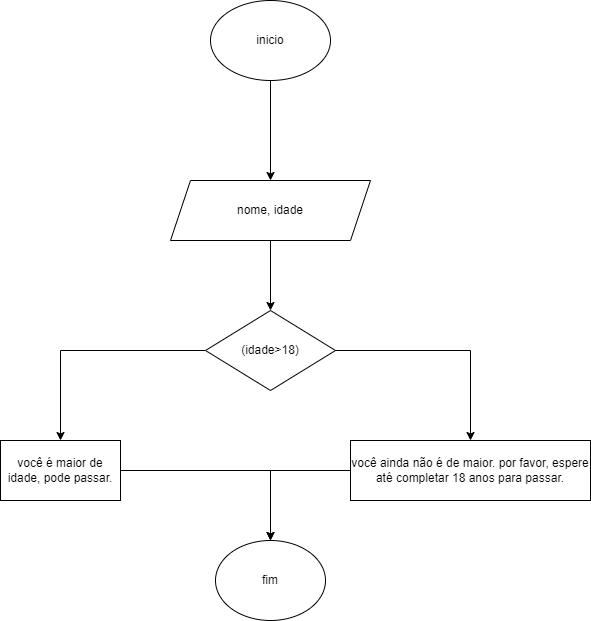 inicio
nome, idade
(idade>18)
você é maior de
idade, pode passar.
você ainda não é de maior. por favor, espere
até completar 18 anos para passar.
fim